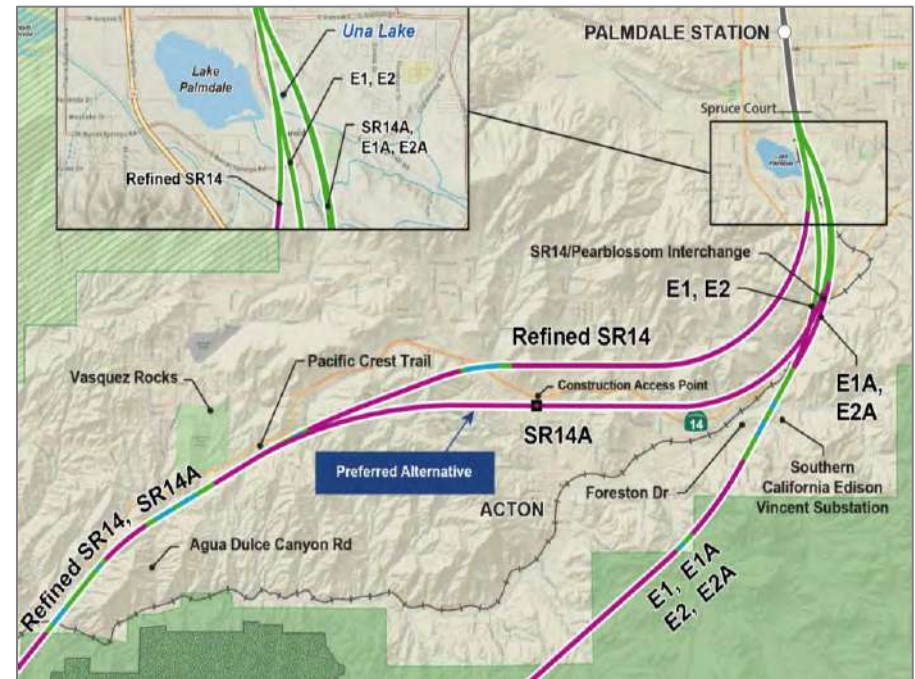 Una Lake
Lake
Palmdale
E1, E2
SR14A,
E1A, E2A
Refined SR14
PALMDALE STATION
Spruce Court
Lake
Palmdale
SR14/Pearblossom Interchange
E1, E2
Refined SR14
Pacific Crest Trail
Vasquez Rocks
Construction Access Point
E1A,
E2A
SR14A
14
Preferred Alternative
Southern
California Edison
Vincent Substation
Foreston Dr
ACTON
Refined SR14, SR14A
Agua Dulce Canyon Rd
E1, E1A
E2, E2A